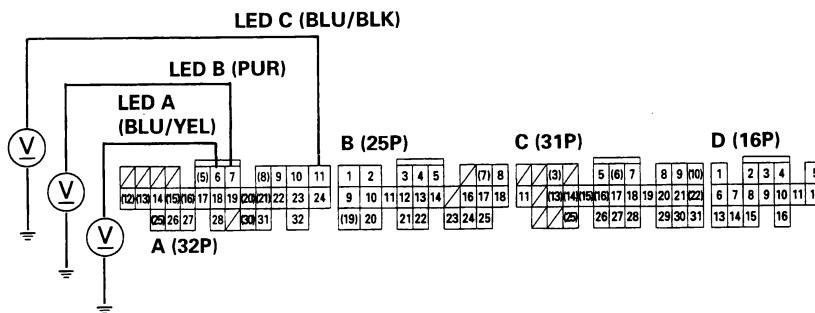 LED C (BLU/BLK)
LED B (PUR)
LED A
(BLU/YEL)
B (25P)
C (31P)
D (16P)
V
V
V
(5) 6 7 (8) 9 10 11
(12) (13) 14 (15) (16) 17 18 19 (20) (21) 22 23 24
(25) 26 27 28 (30) 31 32
1 2 3 4 5 (7) 8
9 10 11 12 13 14 16 17 18
(19) 20 21 22 23 24 25
(3) 5 (6) 7 8 9 (10)
11 (13) (14) (15) (16) 17 18 19 20 21 (22)
(25) 26 27 28 29 30 31
1 2 3 4 5
6 7 8 9 10 11
13 14 15 16
A (32P)